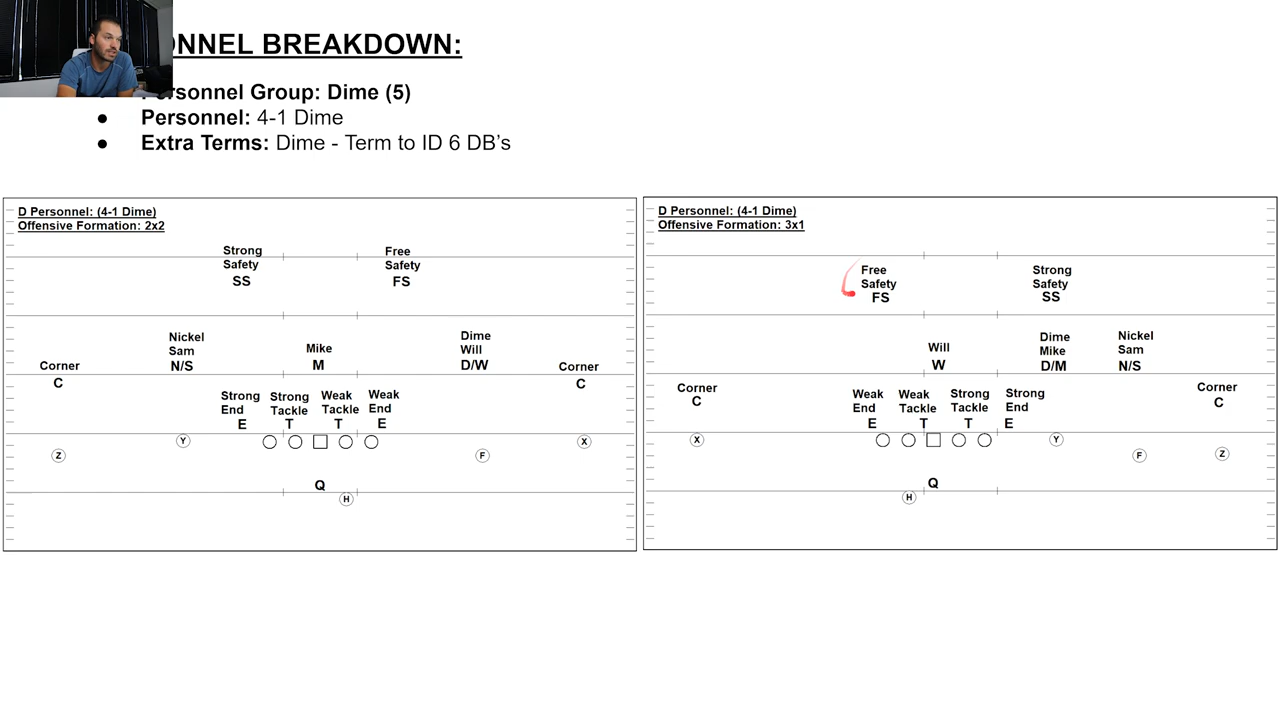 ONNEL BREAKDOWN:
ersonnel Group: Dime (5)
● Personnel: 4-1 Dime
● Extra Terms: Dime - Term to ID 6 DB's
D Personnel: (4-1 Dime)
Offensive Formation: 2x2
Strong
Safety
SS
Free
Safety
FS
Nickel
Sam
N/S
Mike
M
Dime
Will
D/W
Corner
C
Corner
C
Strong
End
E
Strong
Tackle
T
Weak
Tackle
T
Weak
End
E
Z
Y
F
X
Q
H
D Personnel: (4-1 Dime)
Offensive Formation: 3x1
Free
Safety
FS
Strong
Safety
SS
Will
W
Dime
Mike
D/M
Nickel
Sam
N/S
Corner
C
Corner
C
Weak
End
E
Weak
Tackle
T
Strong
Tackle
T
Strong
End
E
X
Y
F
Z
Q
H